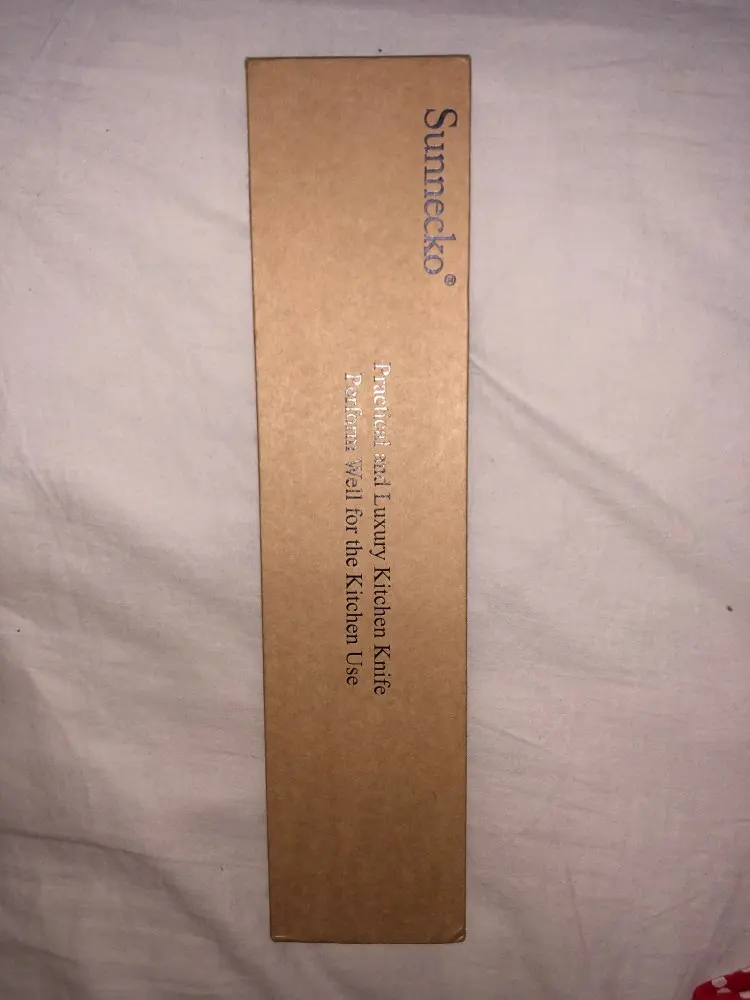 Sunnecko®
Practical and Luxury Kitchen Knife
Perform Well for the Kitchen Use